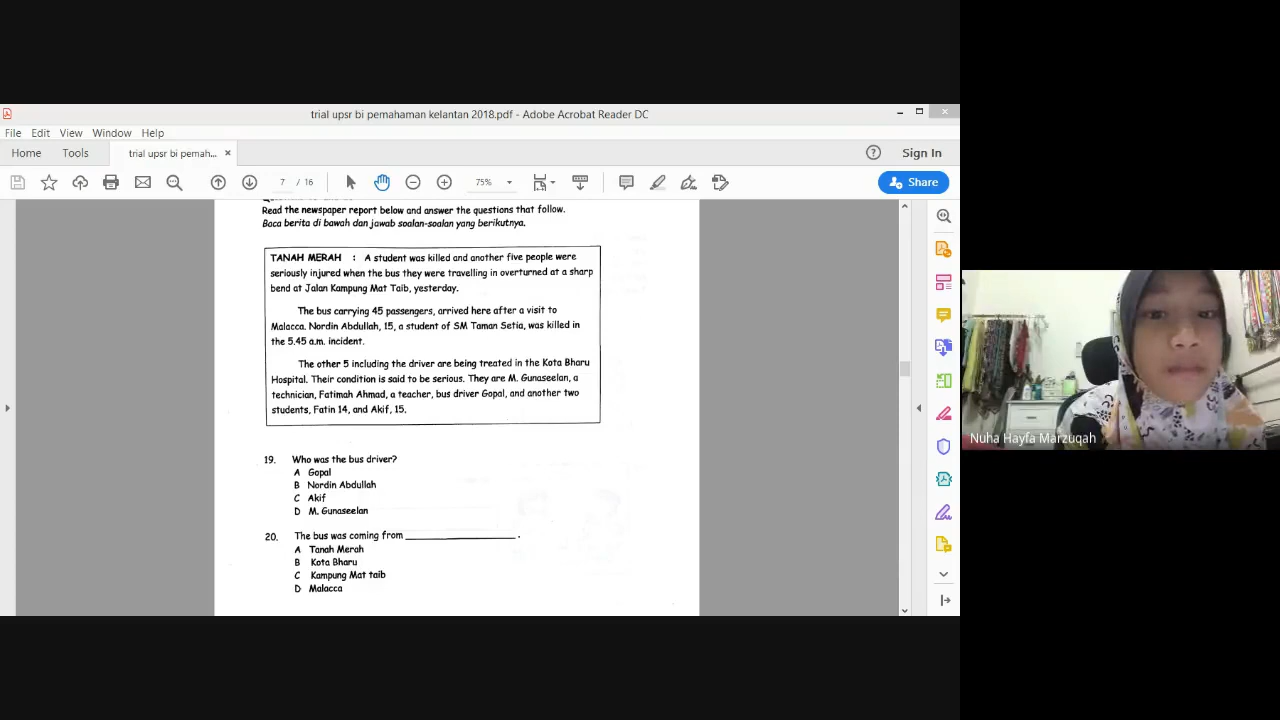 trial upsr bi pemahaman kelantan 2018.pdf - Adobe Acrobat Reader DC
File Edit View Window Help
Home Tools trial upsr bi pemah... × Sign In
7 / 16 75% Share
Read the newspaper report below and answer the questions that follow.
Baca berita di bawah dan jawab soalan-soalan yang berikutnya.
TANAH MERAH : A student was killed and another five people were
seriously injured when the bus they were travelling in overturned at a sharp
bend at Jalan Kampung Mat Taib, yesterday.
The bus carrying 45 passengers, arrived here after a visit to
Malacca. Nordin Abdullah, 15, a student of SM Taman Setia, was killed in
the 5.45 a.m. incident.
The other 5 including the driver are being treated in the Kota Bharu
Hospital. Their condition is said to be serious. They are M. Gunaseelan, a
technician, Fatimah Ahmad, a teacher, bus driver Gopal, and another two
students, Fatin 14, and Akif, 15.
19. Who was the bus driver?
A Gopal
B Nordin Abdullah
C Akif
D M. Gunaseelan
20. The bus was coming from ____________________ .
A Tanah Merah
B Kota Bharu
C Kampung Mat taib
D Malacca
Nuha Hayfa Marzuqah